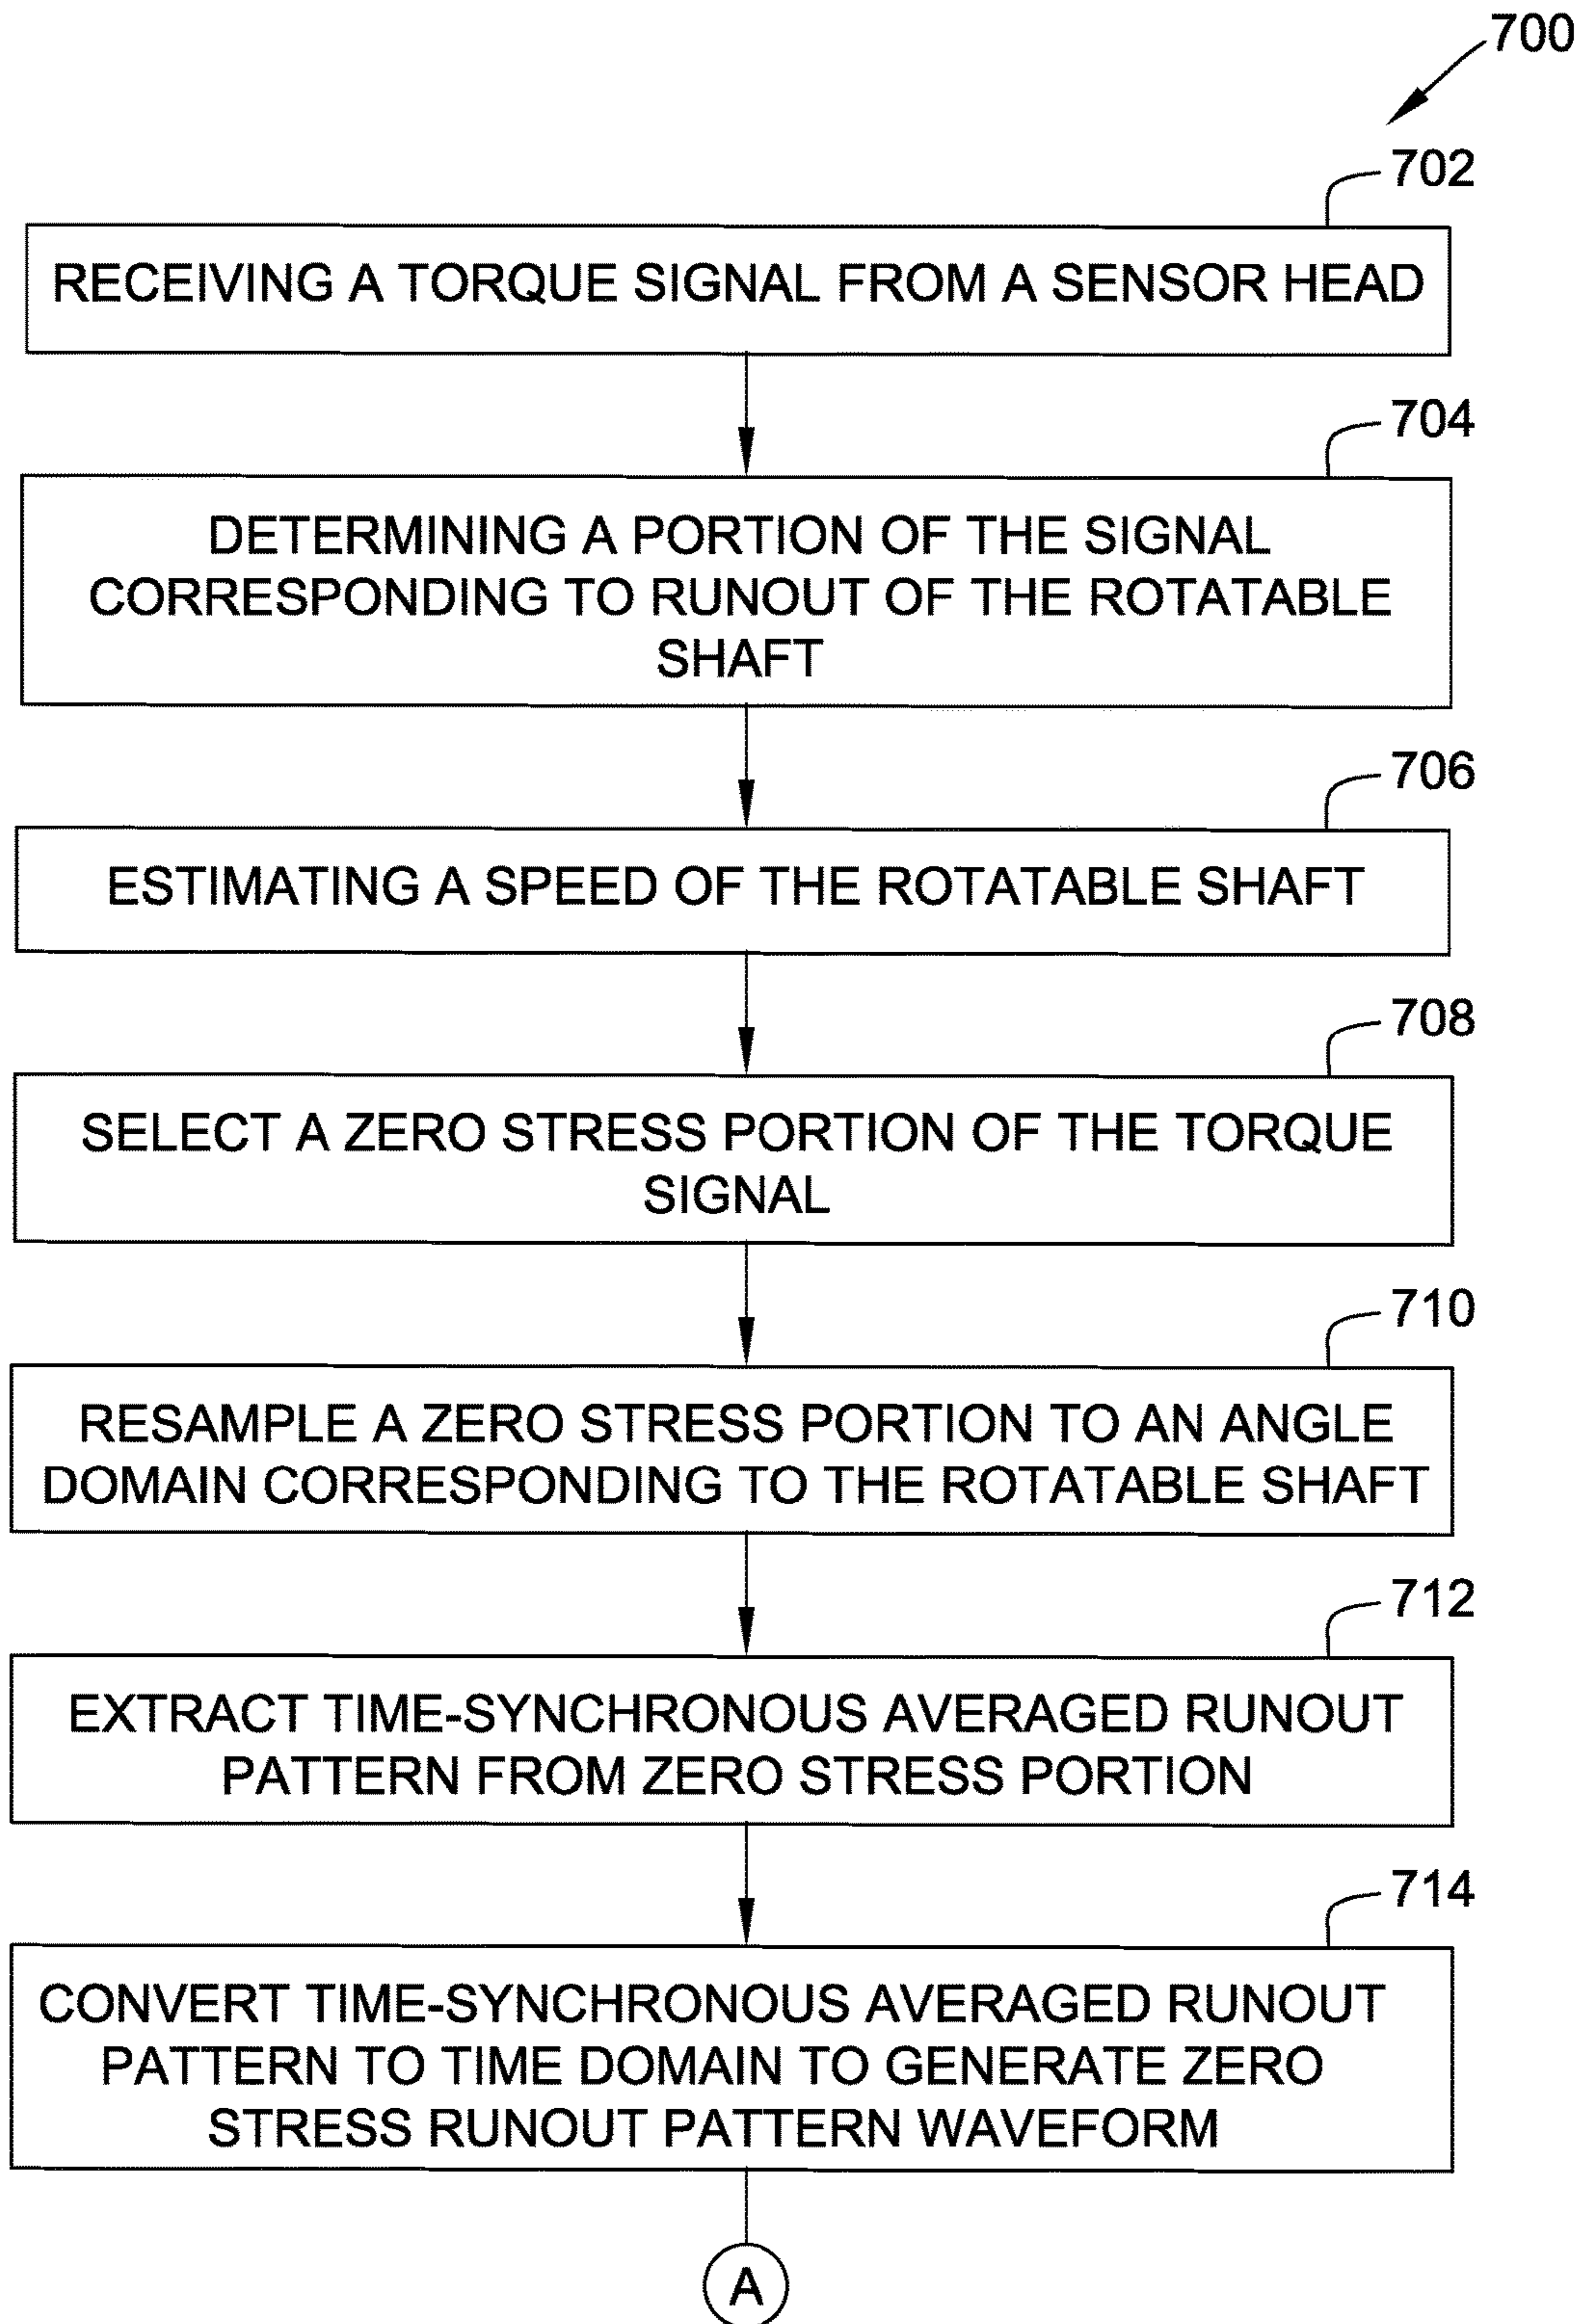 700
702
RECEIVING A TORQUE SIGNAL FROM A SENSOR HEAD
704
DETERMINING A PORTION OF THE SIGNAL
CORRESPONDING TO RUNOUT OF THE ROTATABLE
SHAFT
706
ESTIMATING A SPEED OF THE ROTATABLE SHAFT
708
SELECT A ZERO STRESS PORTION OF THE TORQUE
SIGNAL
710
RESAMPLE A ZERO STRESS PORTION TO AN ANGLE
DOMAIN CORRESPONDING TO THE ROTATABLE SHAFT
712
EXTRACT TIME-SYNCHRONOUS AVERAGED RUNOUT
PATTERN FROM ZERO STRESS PORTION
714
CONVERT TIME-SYNCHRONOUS AVERAGED RUNOUT
PATTERN TO TIME DOMAIN TO GENERATE ZERO
STRESS RUNOUT PATTERN WAVEFORM
A